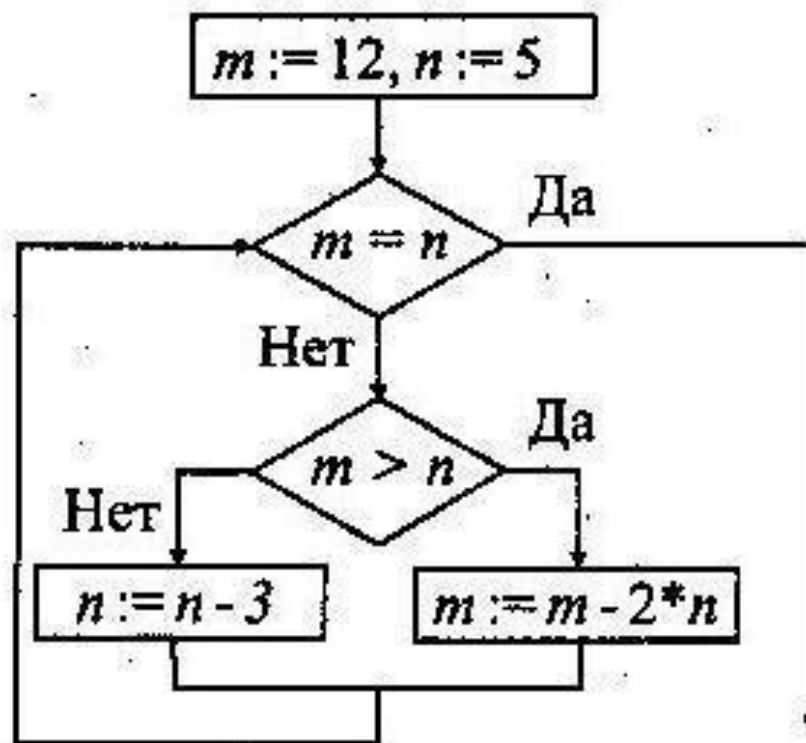 m := 12, n := 5
Да
m = n
Нет
Да
m > n
Нет
n := n - 3
m := m - 2*n